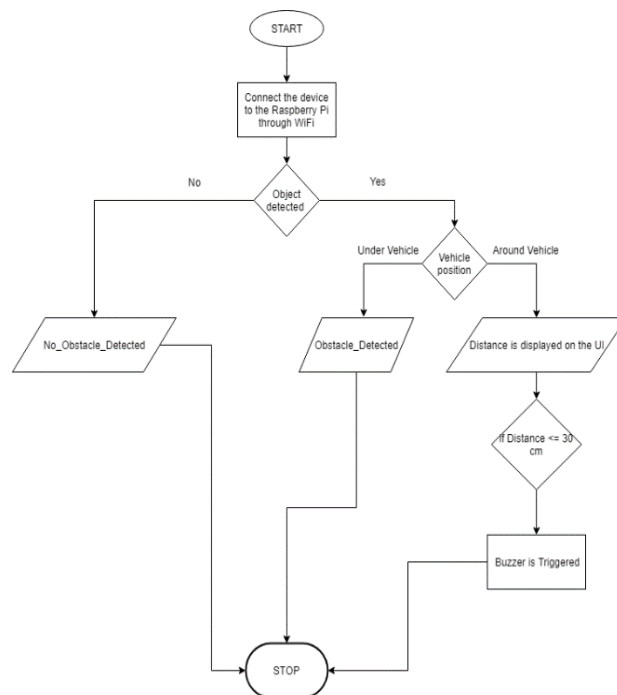 START
Connect the device
to the Raspberry Pi
through WiFi
No
Yes
Object
detected
Under Vehicle
Around Vehicle
Vehicle
position
No_Obstacle_Detected
Obstacle_Detected
Distance is displayed on the UI
If Distance <= 30
cm
Buzzer is Triggered
STOP